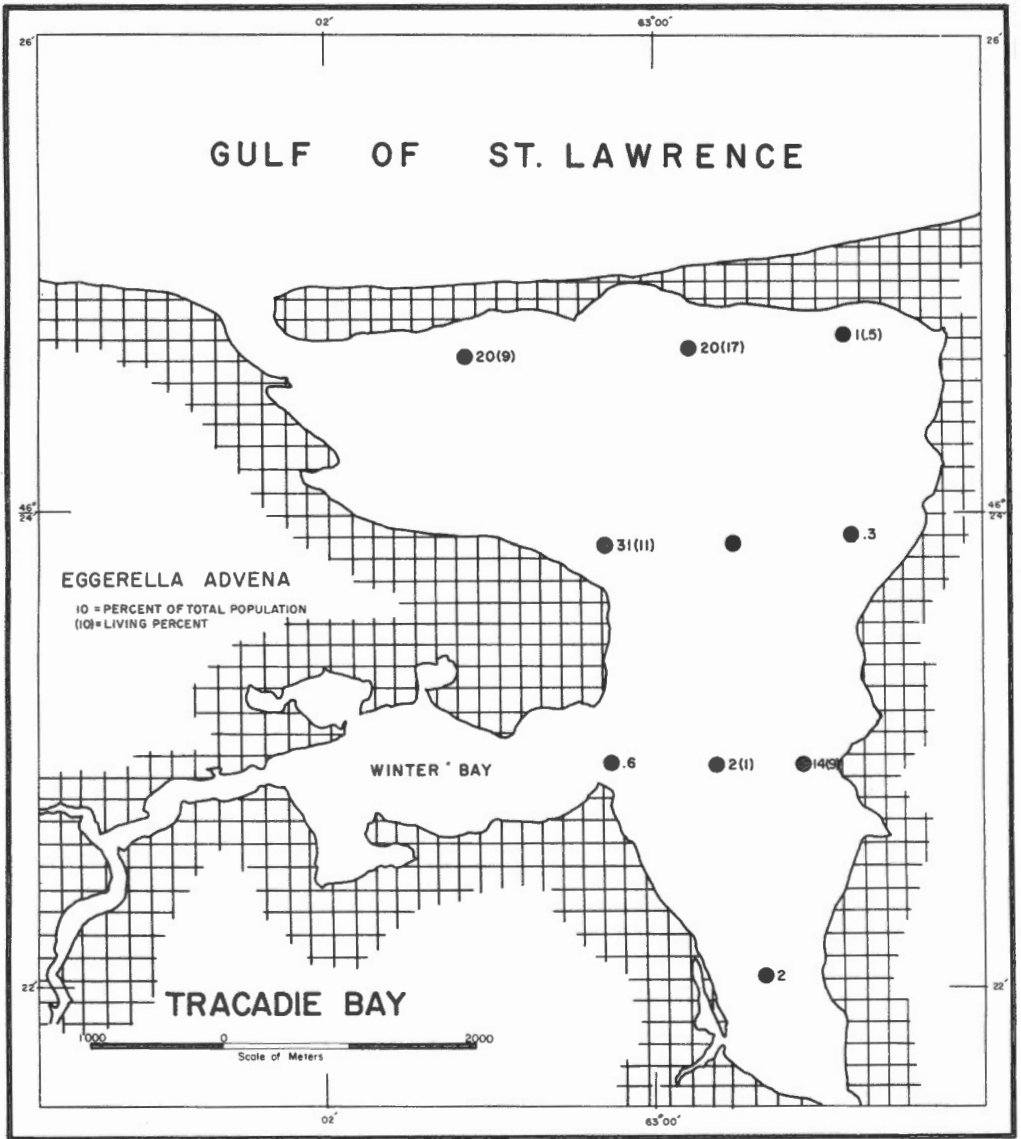 02' 63°00'
26' 26'
GULF OF ST. LAWRENCE
1(.5)
20(9) 20(17)
46° 24' 46° 24'
31(11) .3
EGGERELLA ADVENA
10 = PERCENT OF TOTAL POPULATION
(10)= LIVING PERCENT
WINTER BAY .6 2(1) 14(9)
2
22' 22'
TRACADIE BAY
1000 0 2000
Scale of Meters
02' 63°00'